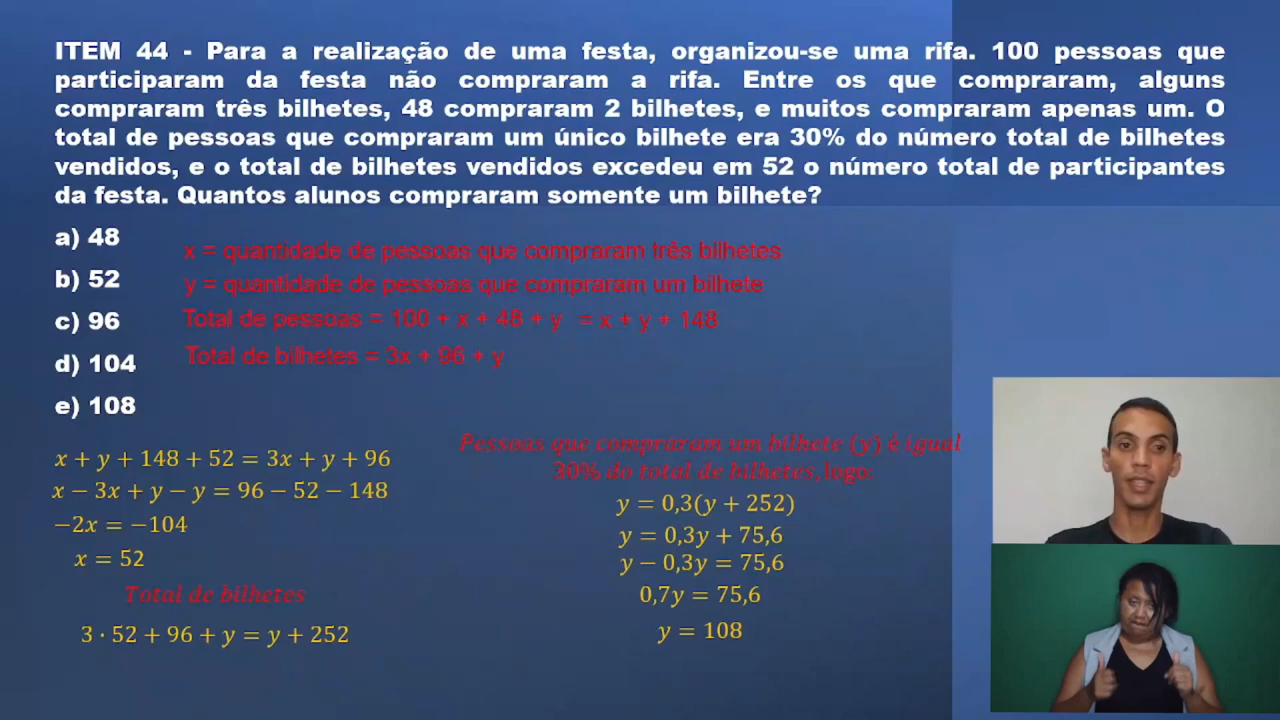 ITEM 44 - Para a realização de uma festa, organizou-se uma rifa. 100 pessoas que
participaram da festa não compraram a rifa. Entre os que compraram, alguns
compraram três bilhetes, 48 compraram 2 bilhetes, e muitos compraram apenas um. O
total de pessoas que compraram um único bilhete era 30% do número total de bilhetes
vendidos, e o total de bilhetes vendidos excedeu em 52 o número total de participantes
da festa. Quantos alunos compraram somente um bilhete?
a) 48
x = quantidade de pessoas que compraram três bilhetes
b) 52
y = quantidade de pessoas que compraram um bilhete
c) 96
Total de pessoas = 100 + x + 48 + y = x + y + 148
d) 104
Total de bilhetes = 3x + 96 + y
e) 108
x + y + 148 + 52 = 3x + y + 96
x − 3x + y − y = 96 − 52 − 148
−2x = −104
x = 52
Total de bilhetes
3 · 52 + 96 + y = y + 252
Pessoas que compraram um bilhete (y) é igual
30% do total de bilhetes, logo:
y = 0,3(y + 252)
y = 0,3y + 75,6
y − 0,3y = 75,6
0,7y = 75,6
y = 108